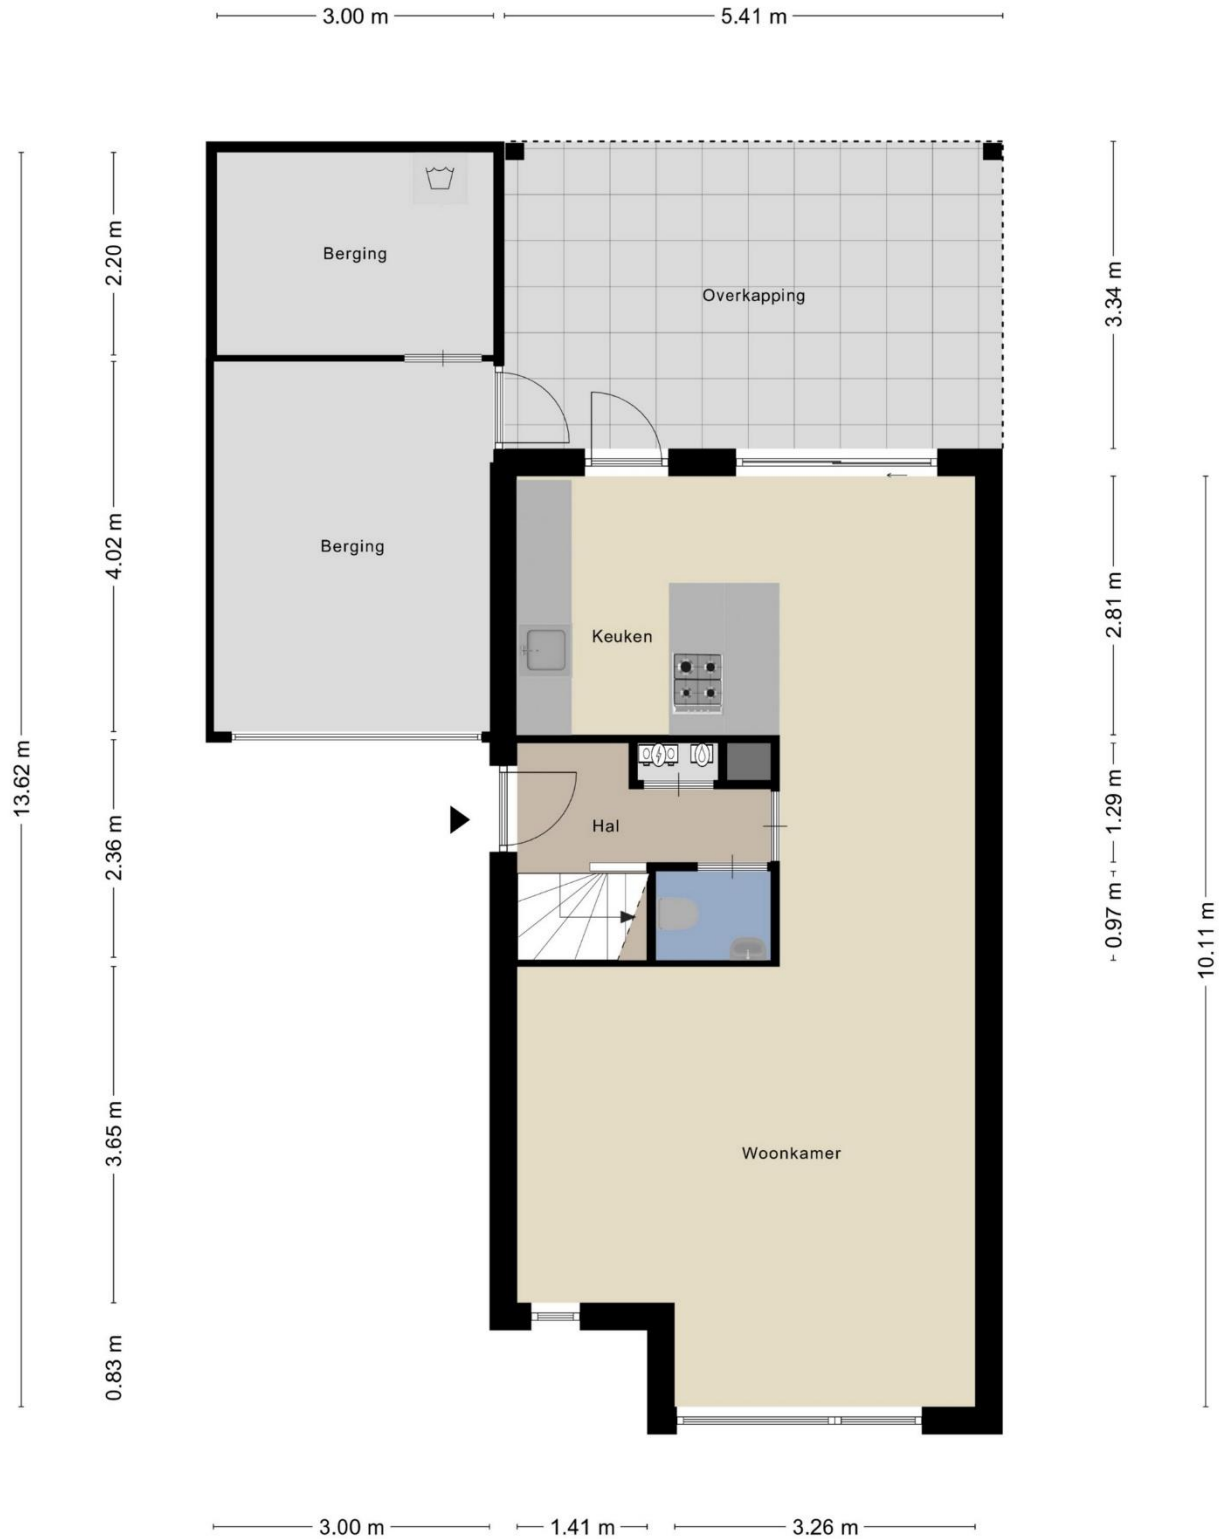 3.00 m
5.41 m
2.20 m
Berging
Overkapping
3.34 m
4.02 m
Berging
Keuken
2.81 m
13.62 m
2.36 m
Hal
1.29 m
0.97 m
10.11 m
3.65 m
Woonkamer
0.83 m
3.00 m
1.41 m
3.26 m